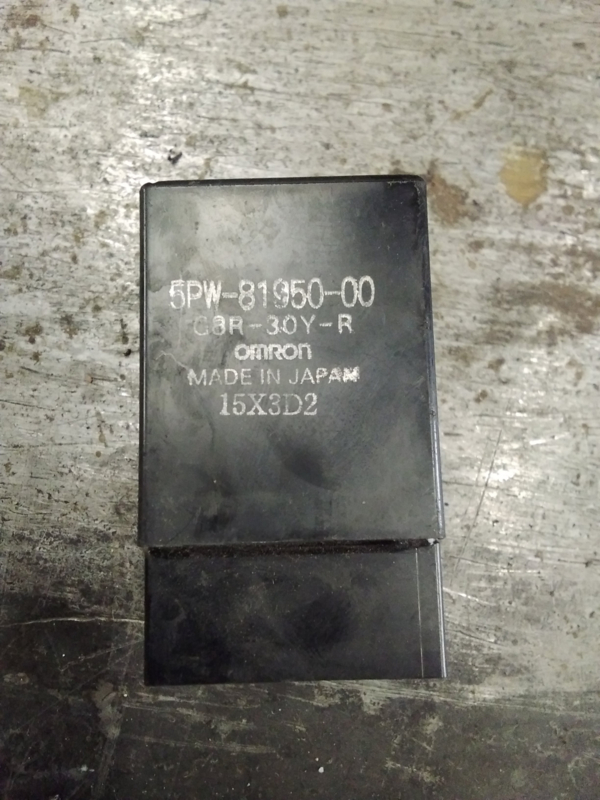 5PW-81950-00
G8R-30Y-R
omron
MADE IN JAPAN
15X3D2